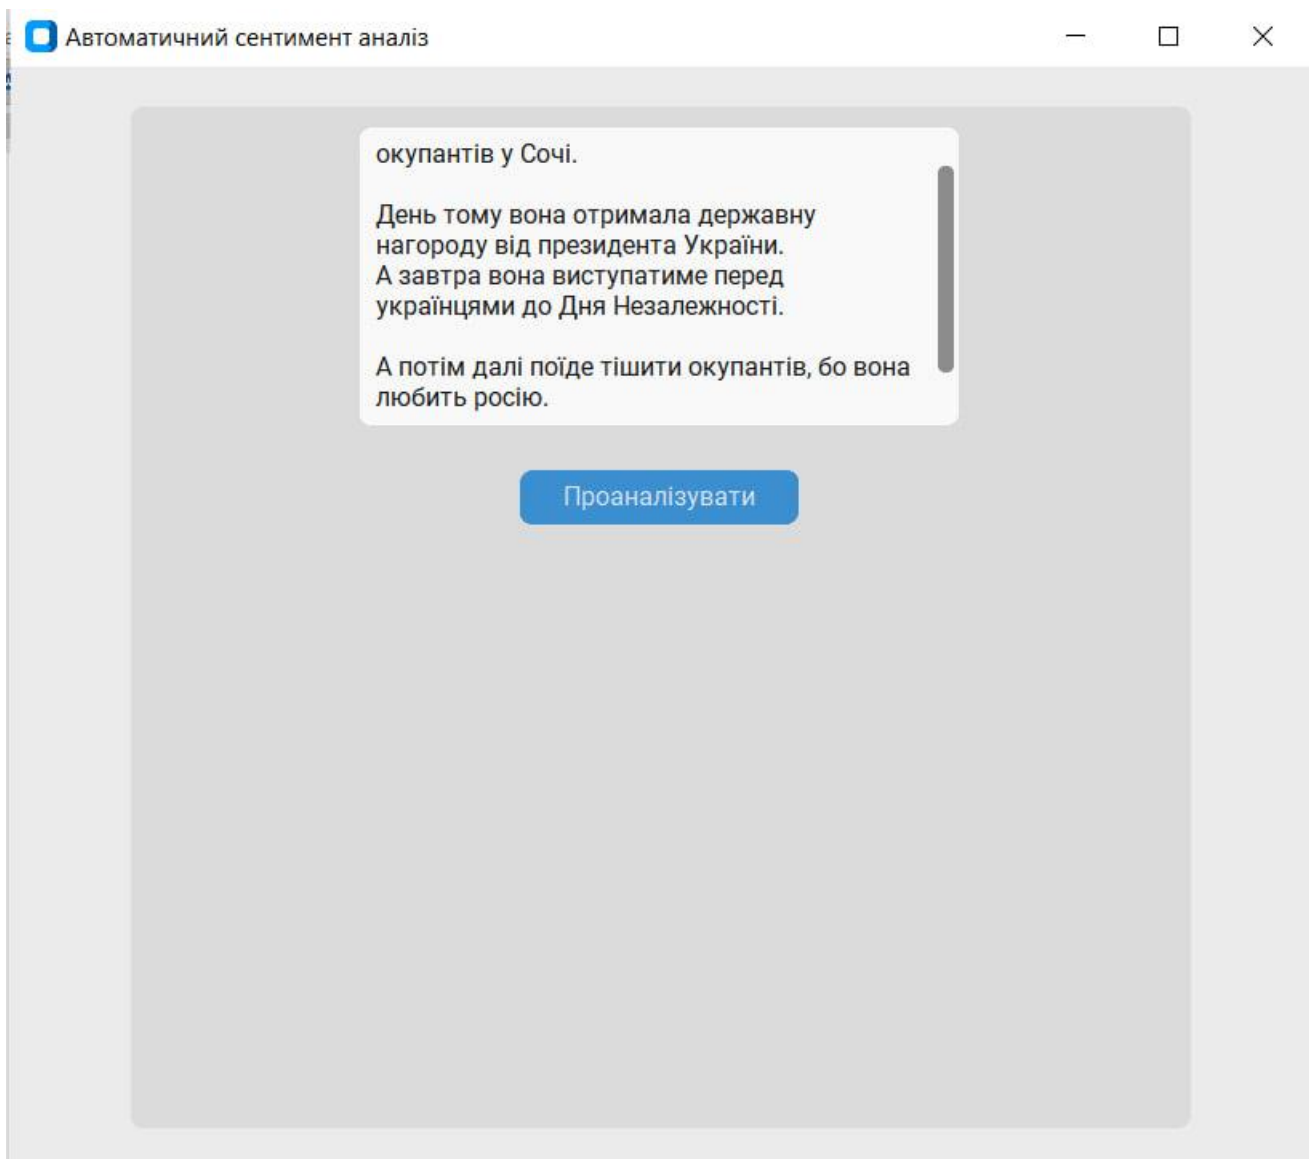 Автоматичний сентимент аналіз
окупантів у Сочі.
День тому вона отримала державну
нагороду від президента України.
А завтра вона виступатиме перед
українцями до Дня Незалежності.
А потім далі поїде тішити окупантів, бо вона
любить росію.
Проаналізувати